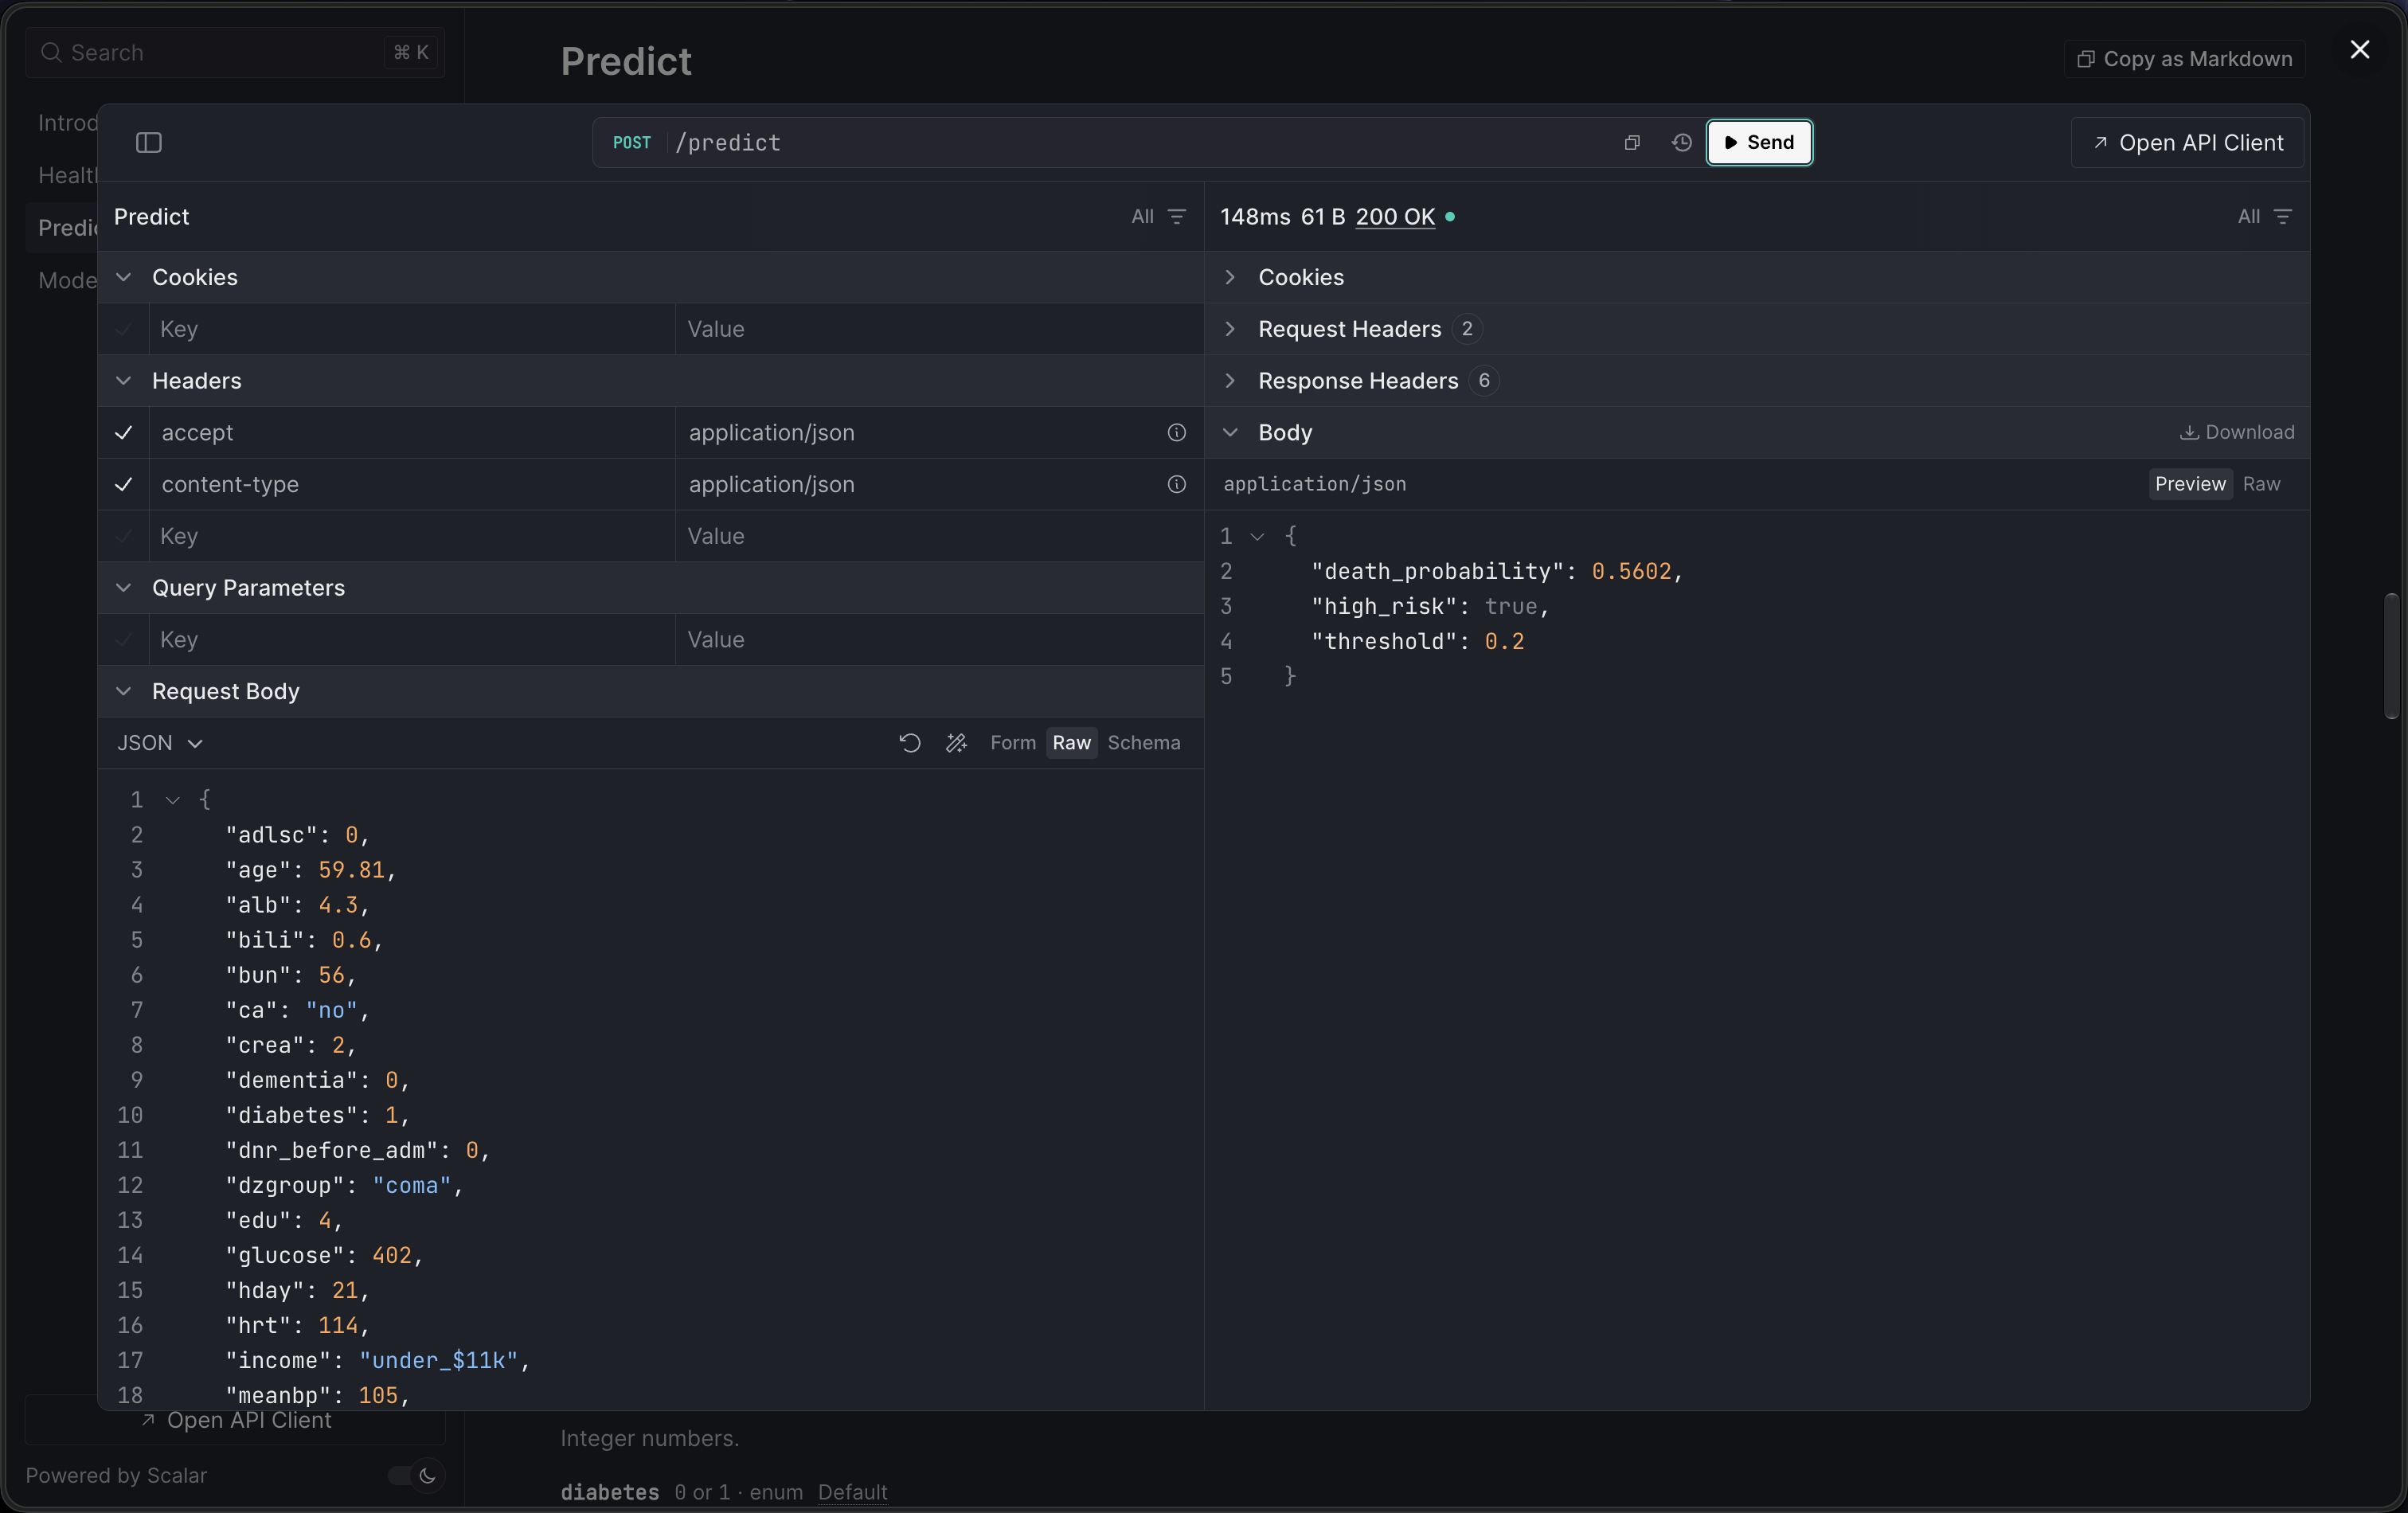 Search ⌘ K
Predict
Copy as Markdown
Introd
Health
Predic
Mode
POST /predict
Send
Open API Client
Predict
All
Cookies
Key Value
Headers
accept application/json
content-type application/json
Key Value
Query Parameters
Key Value
Request Body
JSON Form Raw Schema
1 {
2 "adlsc": 0,
3 "age": 59.81,
4 "alb": 4.3,
5 "bili": 0.6,
6 "bun": 56,
7 "ca": "no",
8 "crea": 2,
9 "dementia": 0,
10 "diabetes": 1,
11 "dnr_before_adm": 0,
12 "dzgroup": "coma",
13 "edu": 4,
14 "glucose": 402,
15 "hday": 21,
16 "hrt": 114,
17 "income": "under_$11k",
18 "meanbp": 105,
148ms 61 B 200 OK
All
Cookies
Request Headers 2
Response Headers 6
Body Download
application/json Preview Raw
1 {
2 "death_probability": 0.5602,
3 "high_risk": true,
4 "threshold": 0.2
5 }
Open API Client
Powered by Scalar
Integer numbers.
diabetes 0 or 1 · enum Default